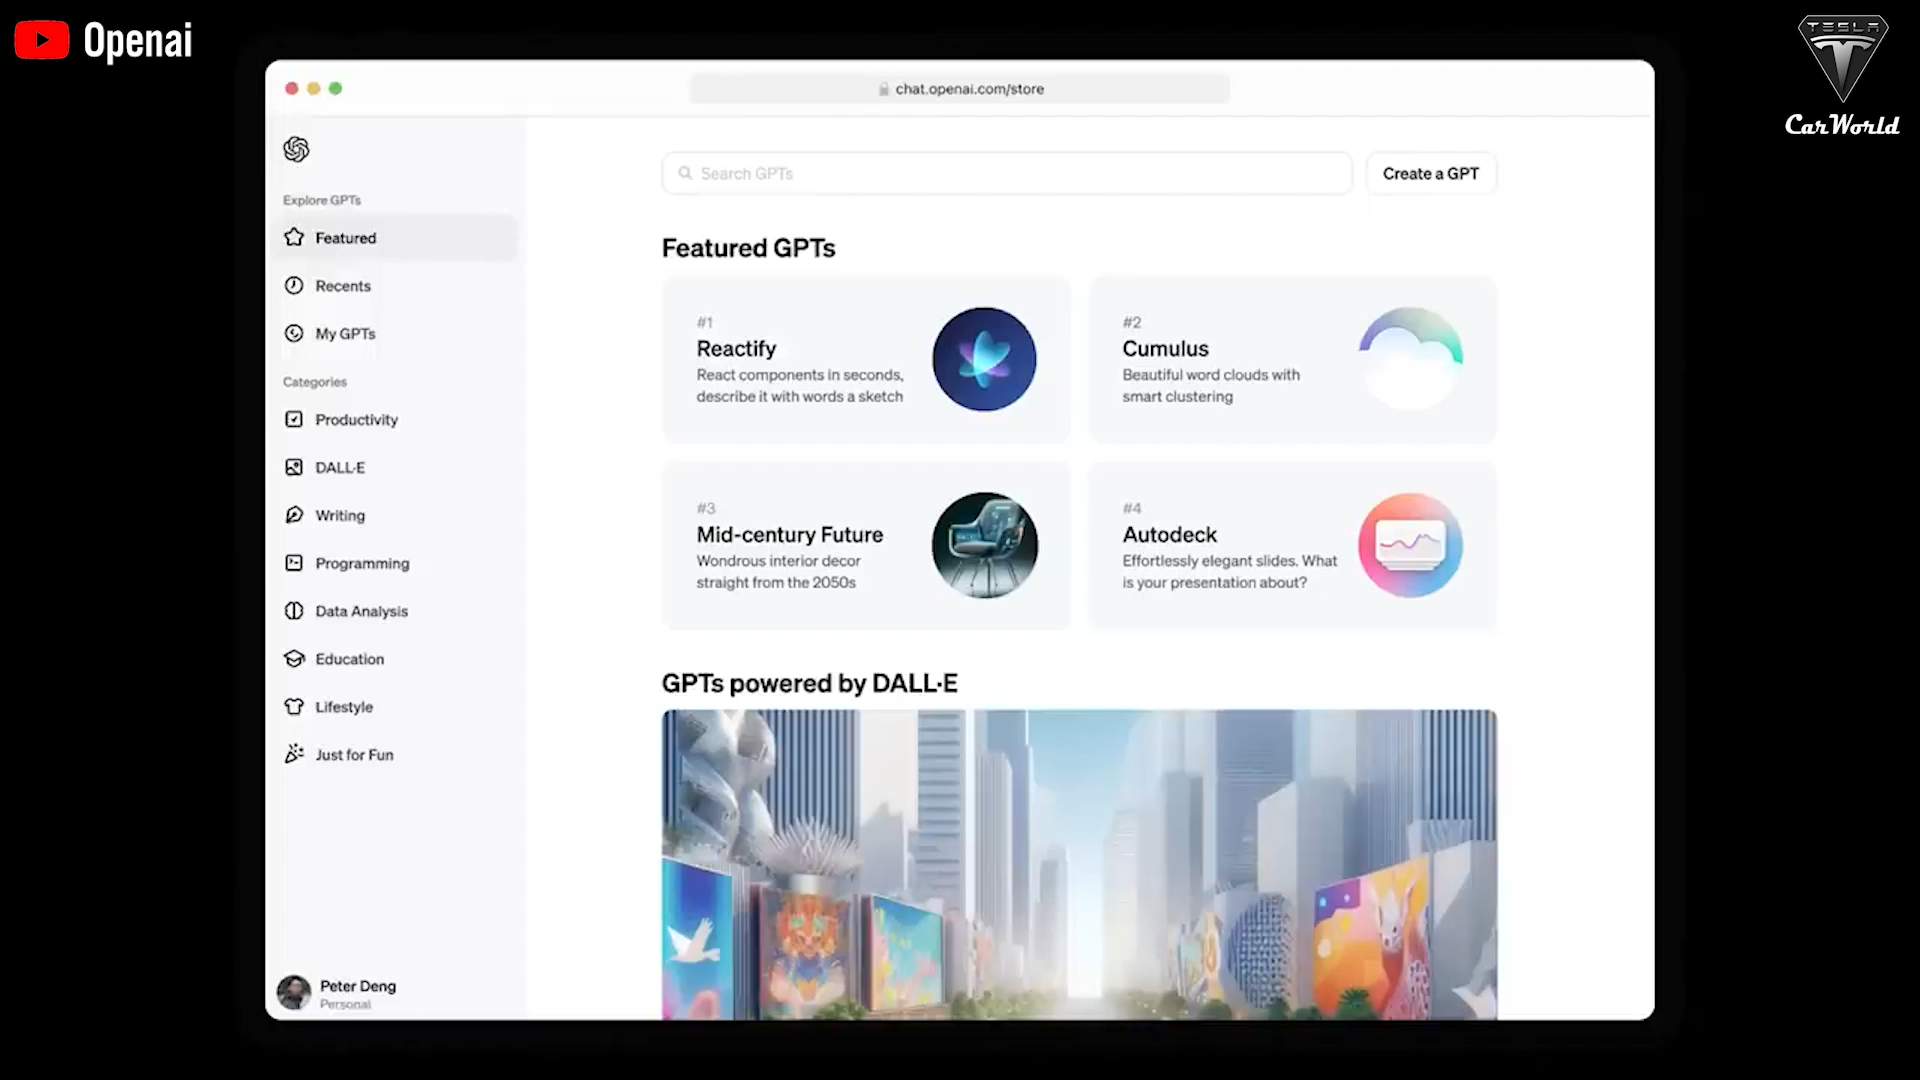 Openai
TESLA
CarWorld
chat.openai.com/store
Search GPTs
Create a GPT
Explore GPTs
Featured
Recents
My GPTs
Categories
Productivity
DALL·E
Writing
Programming
Data Analysis
Education
Lifestyle
Just for Fun
Peter Deng
Personal
Featured GPTs
#1
Reactify
React components in seconds,
describe it with words a sketch
#2
Cumulus
Beautiful word clouds with
smart clustering
#3
Mid-century Future
Wondrous interior decor
straight from the 2050s
#4
Autodeck
Effortlessly elegant slides. What
is your presentation about?
GPTs powered by DALL·E